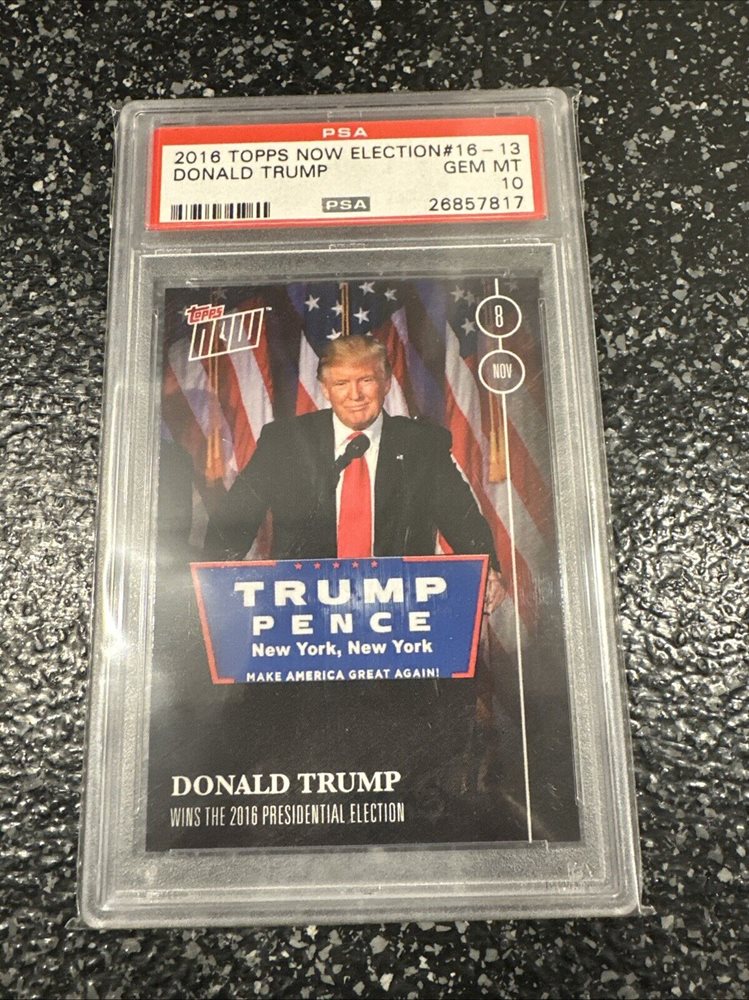 PSA
2016 TOPPS NOW ELECTION#16-13
DONALD TRUMP GEM MT
10
PSA 26857817
topps NOW TM
8
NOV
TRUMP
PENCE
New York, New York
MAKE AMERICA GREAT AGAIN!
DONALD TRUMP
WINS THE 2016 PRESIDENTIAL ELECTION